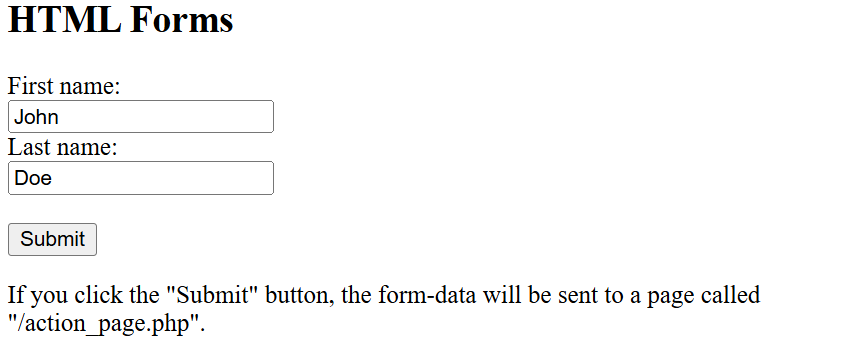 HTML Forms
First name:
John
Last name:
Doe
Submit
If you click the "Submit" button, the form-data will be sent to a page called
"/action_page.php".